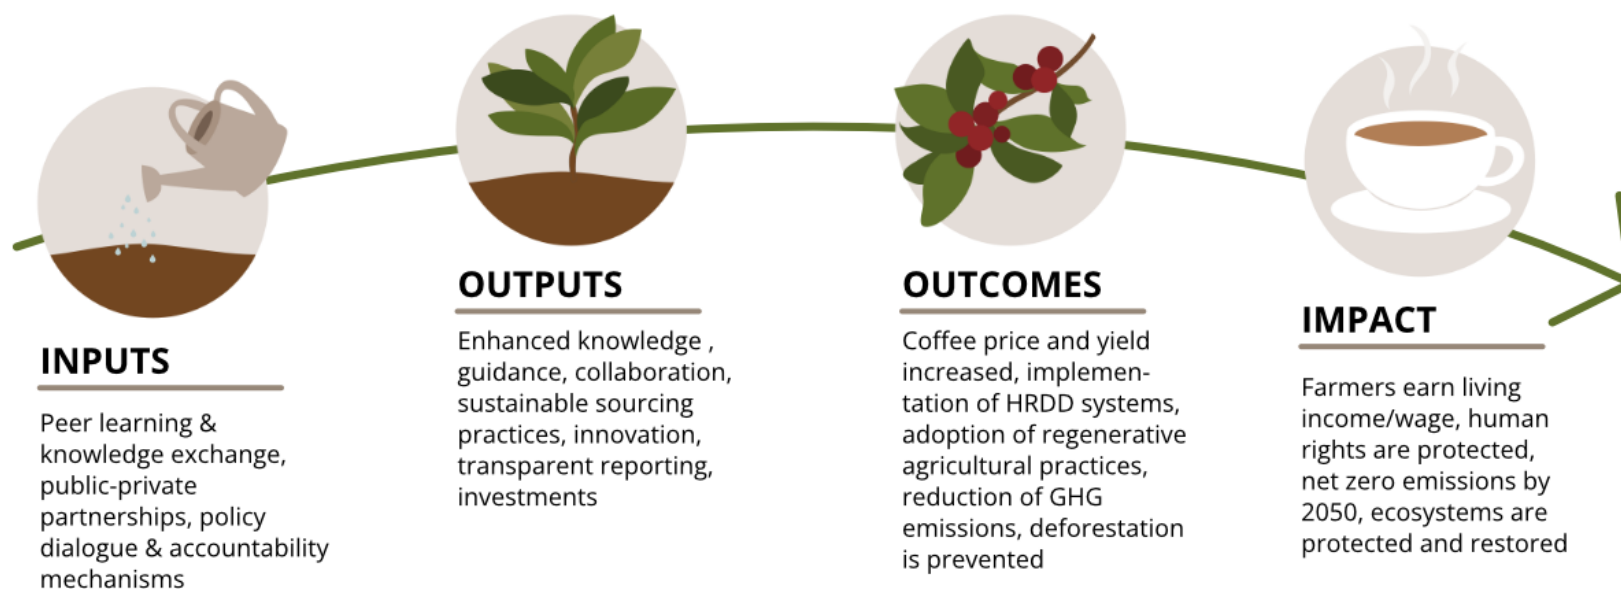 INPUTS
Peer learning &
knowledge exchange,
public-private
partnerships, policy
dialogue & accountability
mechanisms
OUTPUTS
Enhanced knowledge ,
guidance, collaboration,
sustainable sourcing
practices, innovation,
transparent reporting,
investments
OUTCOMES
Coffee price and yield
increased, implemen-
tation of HRDD systems,
adoption of regenerative
agricultural practices,
reduction of GHG
emissions, deforestation
is prevented
IMPACT
Farmers earn living
income/wage, human
rights are protected,
net zero emissions by
2050, ecosystems are
protected and restored